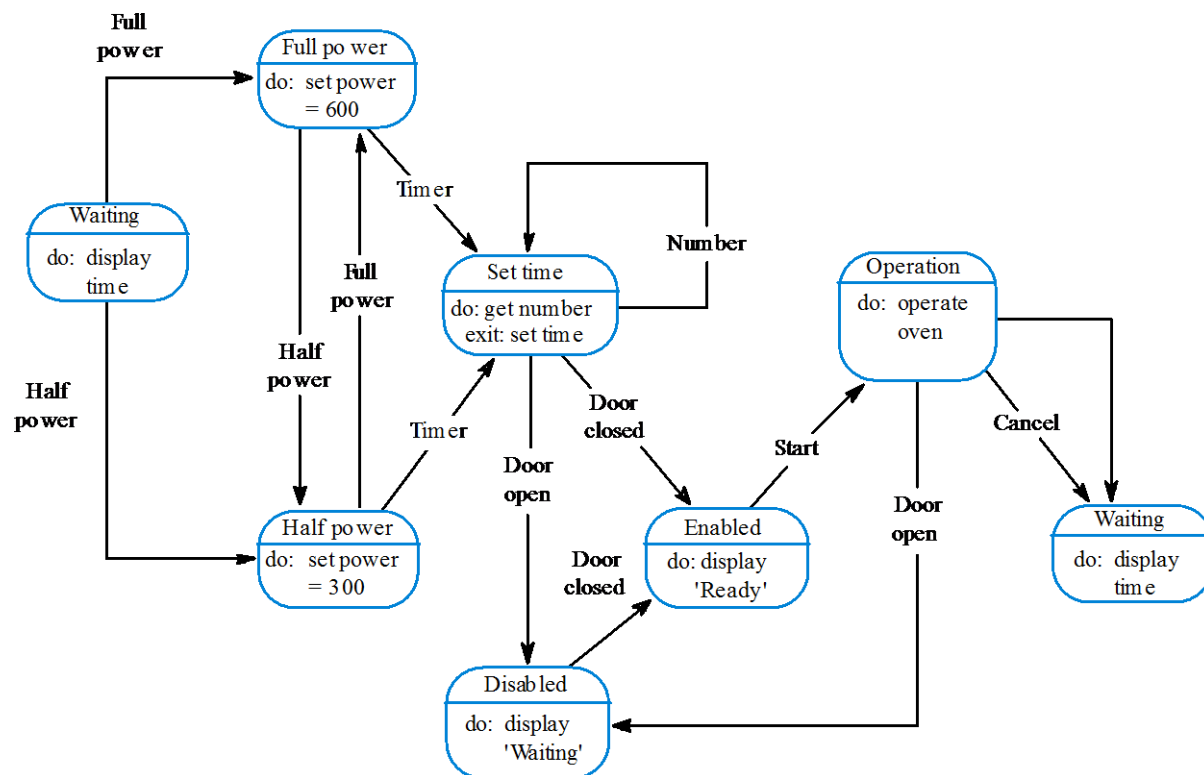 Full
power
Full power
do: set power
= 600
Timer
Waiting
do: display
time
Full
power
Number
Set time
do: get number
exit: set time
Operation
do: operate
oven
Half
power
Half
power
Timer
Door
closed
Door
open
Start
Cancel
Door
open
Half power
do: set power
= 300
Enabled
do: display
'Ready'
Door
closed
Waiting
do: display
time
Disabled
do: display
'Waiting'